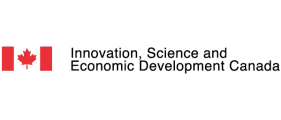 Innovation, Science and
Economic Development Canada